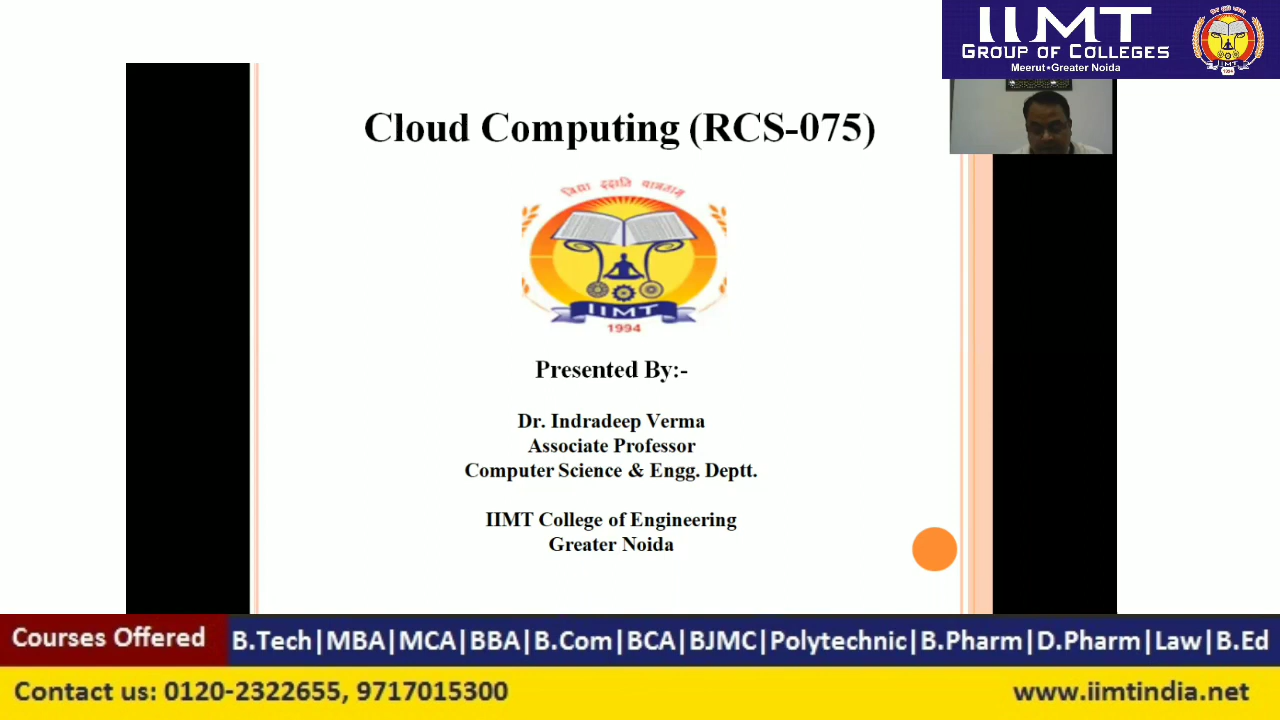 IIMT
GROUP OF COLLEGES
Meerut•Greater Noida
IIMT
1994
Cloud Computing (RCS-075)
IIMT
1994
Presented By:-
Dr. Indradeep Verma
Associate Professor
Computer Science & Engg. Deptt.
IIMT College of Engineering
Greater Noida
Courses Offered
B.Tech|MBA|MCA|BBA|B.Com|BCA|BJMC|Polytechnic|B.Pharm|D.Pharm|Law|B.Ed
Contact us: 0120-2322655, 9717015300
www.iimtindia.net